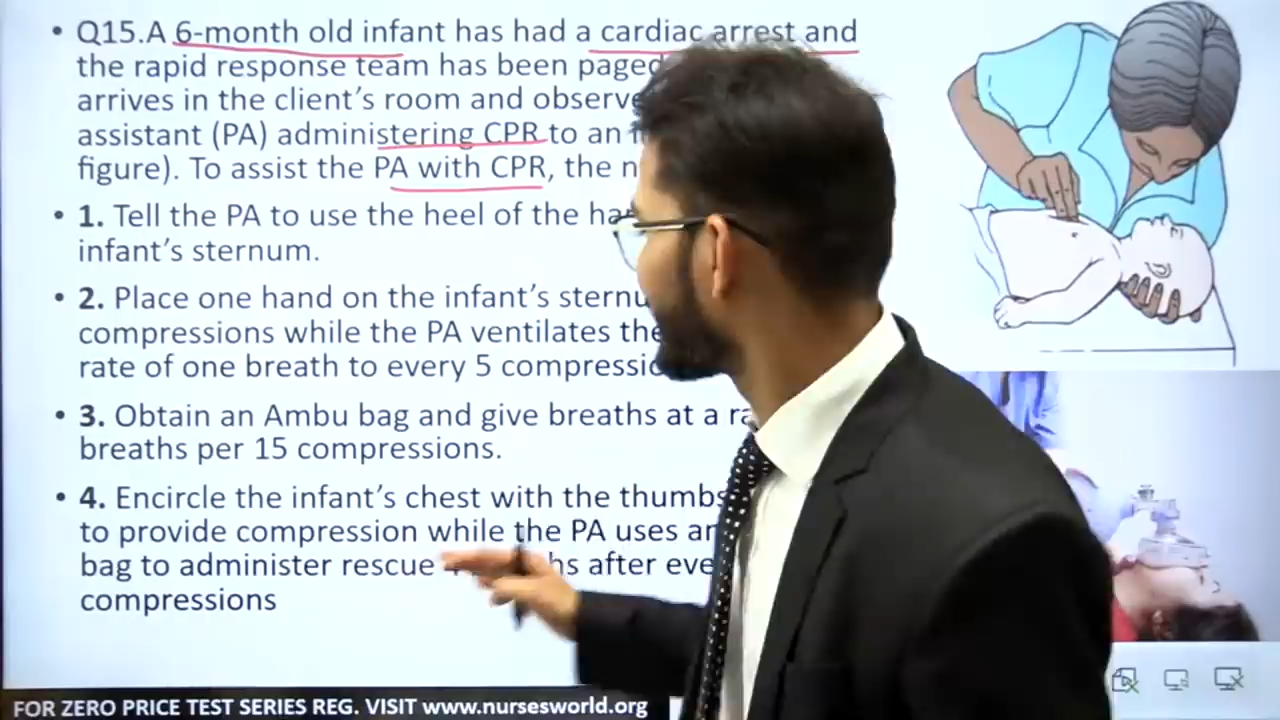 • Q15.A 6-month old infant has had a cardiac arrest and
the rapid response team has been paged
arrives in the client's room and
assistant (PA) administering CPR to an
figure). To assist the PA with CPR, the
• 1. Tell the PA to use the heel of the
infant's sternum.
• 2. Place one hand on the infant's
compressions while the PA ventilates the
rate of one breath to every 5
• 3. Obtain an Ambu bag and give breaths at a
breaths per 15 compressions.
• 4. Encircle the infant's chest with the thumbs
to provide compression while the PA uses
bag to administer rescue after
compressions
FOR ZERO PRICE TEST SERIES REG. VISIT www.nursesworld.org